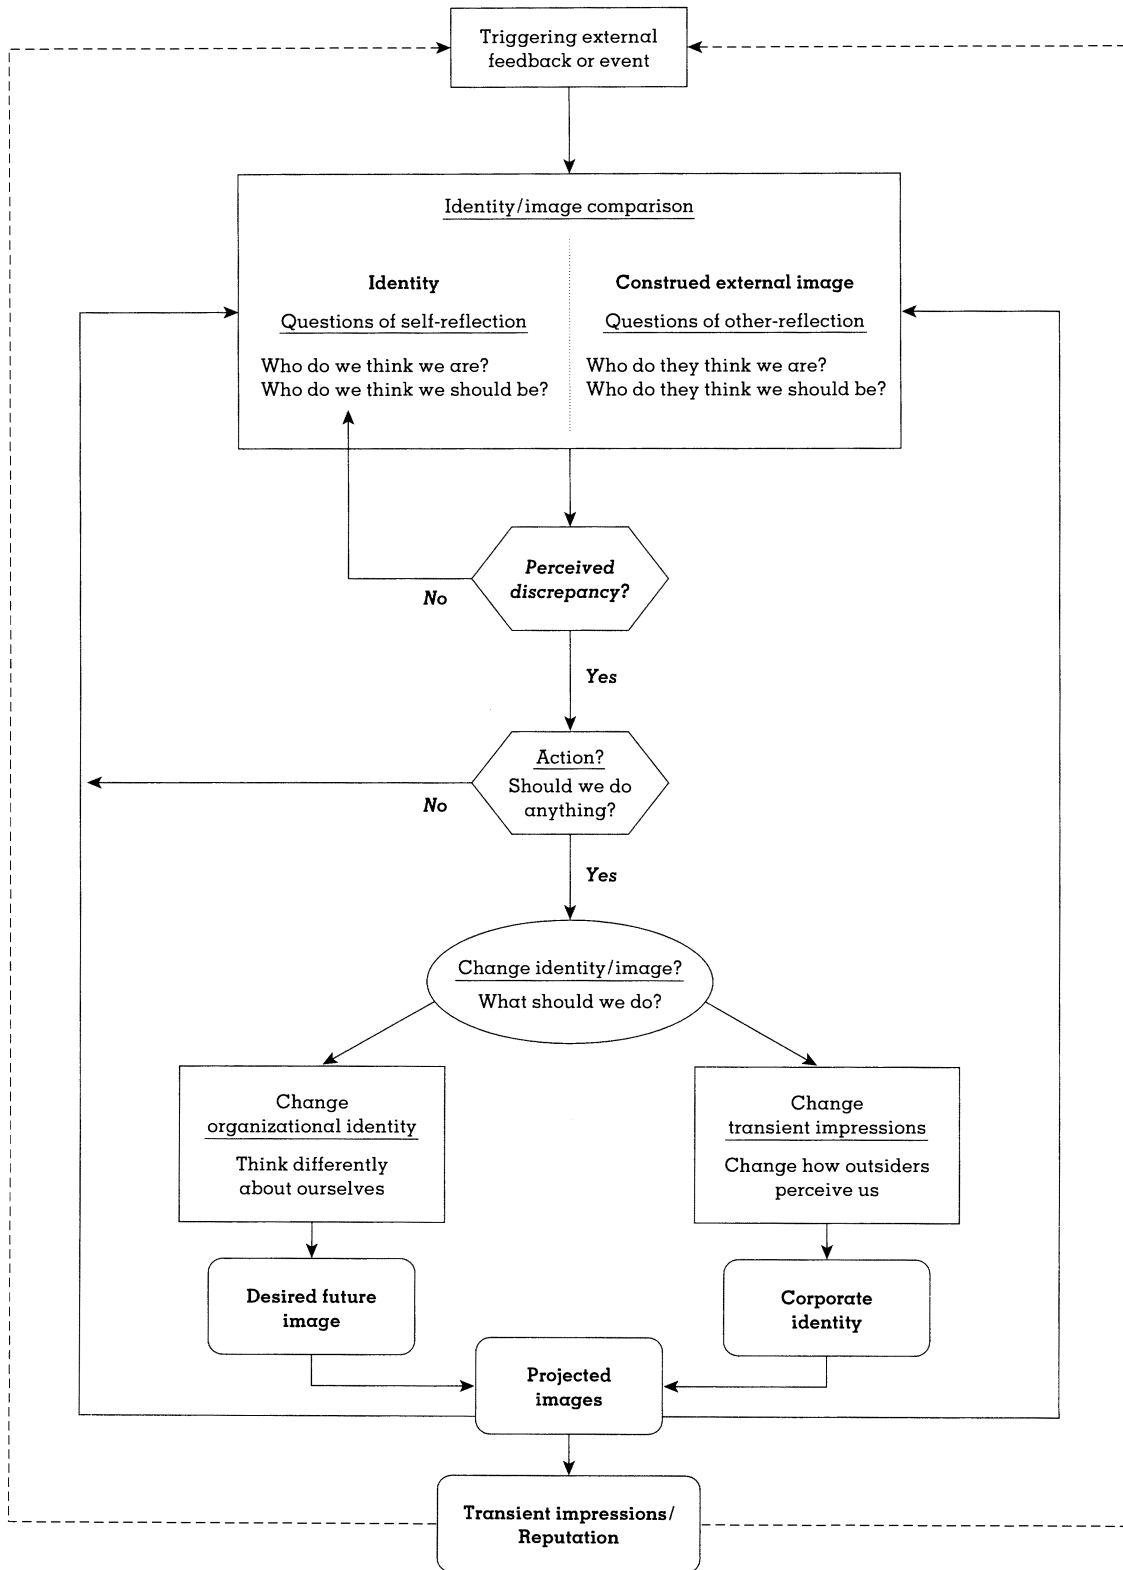 Triggering external
feedback or event
Identity/image comparison
Identity
Questions of self-reflection
Who do we think we are?
Who do we think we should be?
Construed external image
Questions of other-reflection
Who do they think we are?
Who do they think we should be?
Perceived
discrepancy?
No
Yes
Action?
Should we do
anything?
No
Yes
Change identity/image?
What should we do?
Change
organizational identity
Think differently
about ourselves
Change
transient impressions
Change how outsiders
perceive us
Desired future
image
Corporate
identity
Projected
images
Transient impressions/
Reputation